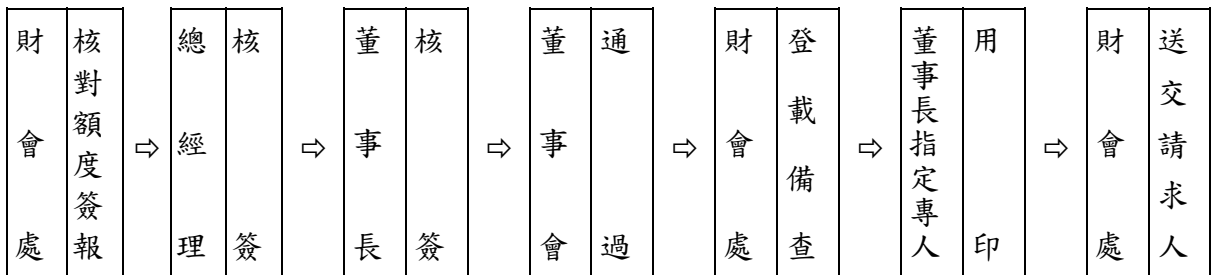 財會處
核對額度簽報
⇨
總經理
核簽
⇨
董事長
核簽
⇨
董事會
通過
⇨
財會處
登載備查
⇨
董事長指定專人
用印
⇨
財會處
送交請求人